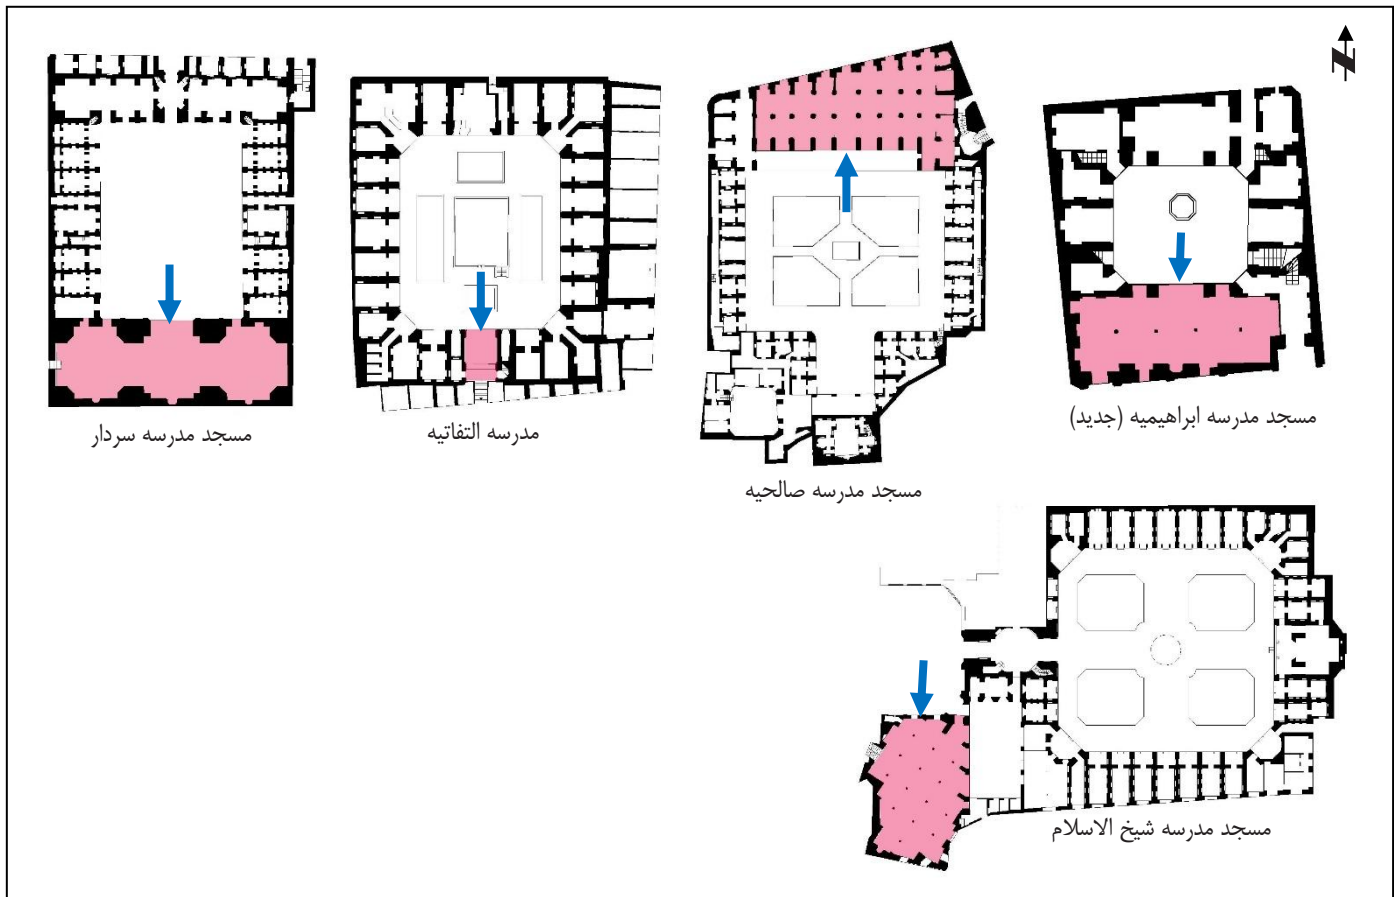 N
مسجد مدرسه سردار
مدرسه التفاتیه
مسجد مدرسه صالحیه
مسجد مدرسه ابراهیمیه (جدید)
مسجد مدرسه شیخ الاسلام